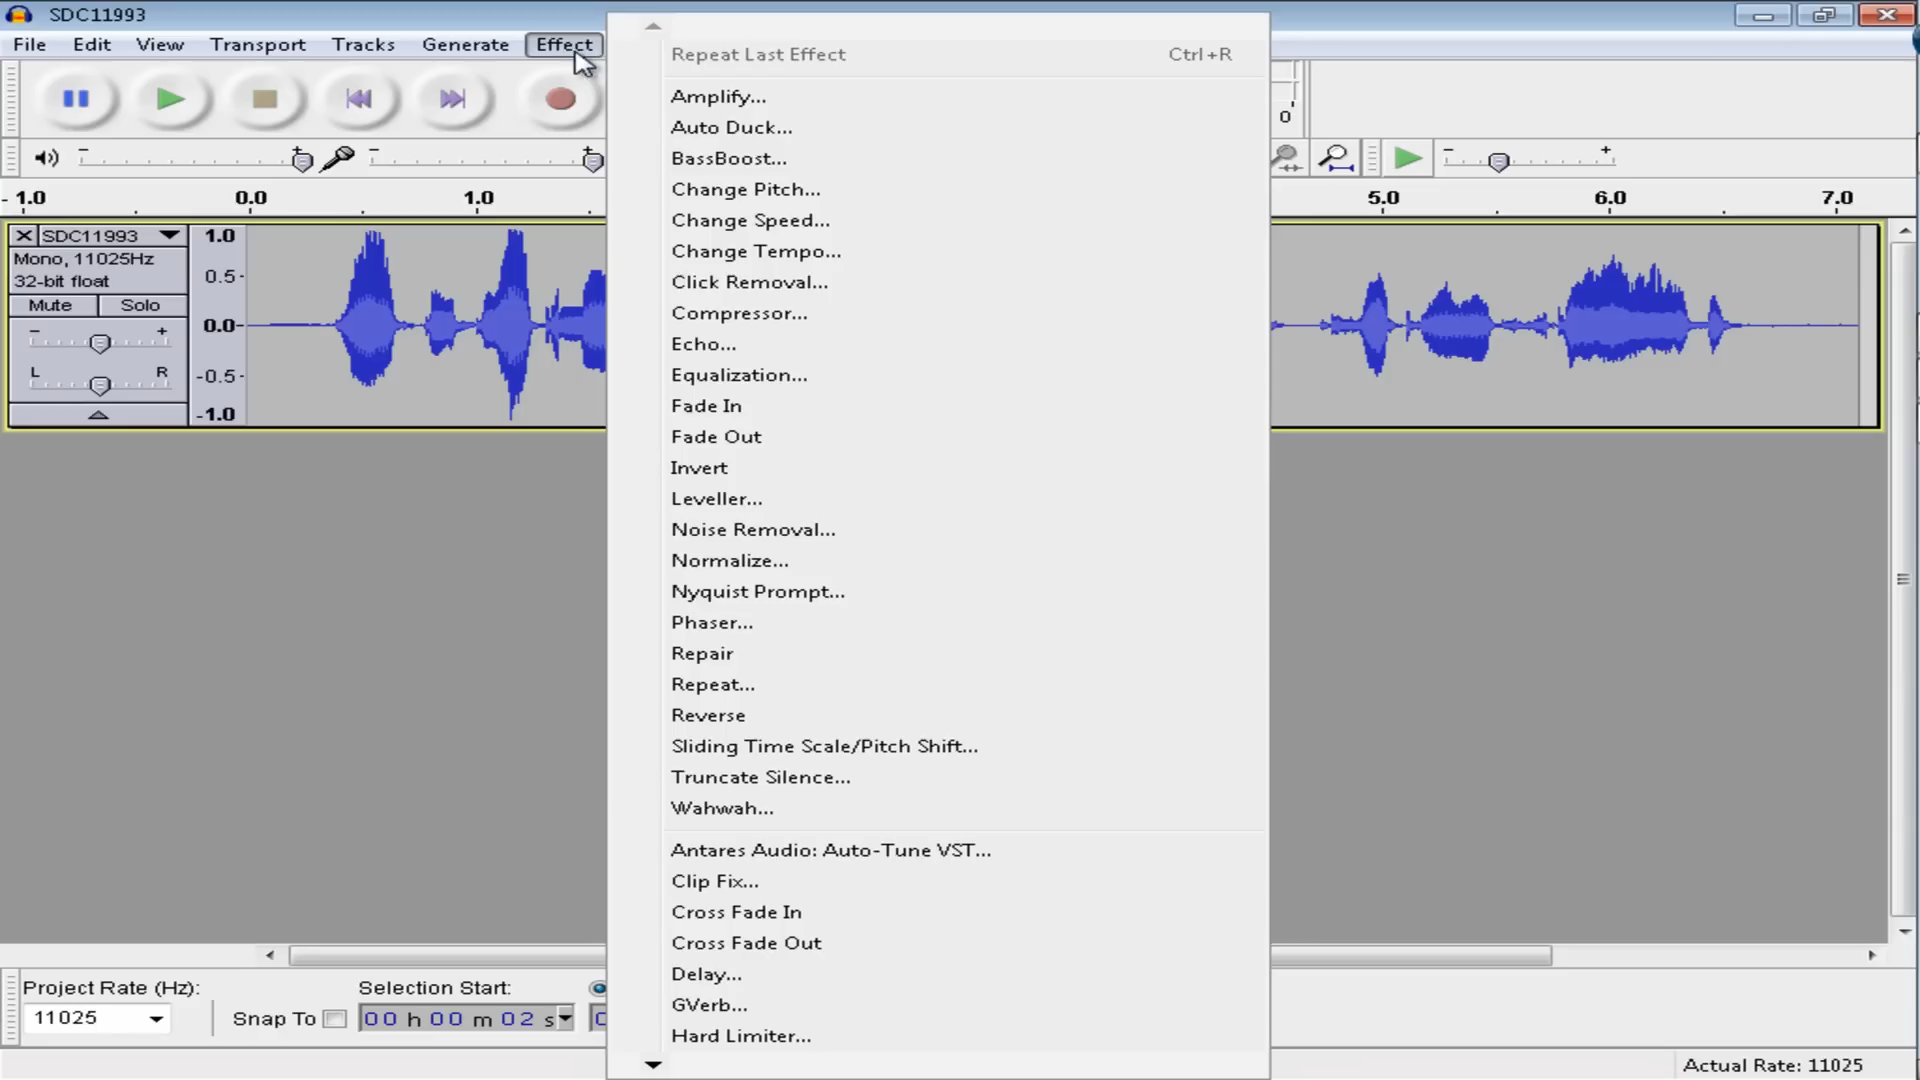 SDC11993
File Edit View Transport Tracks Generate Effect
Repeat Last Effect Ctrl+R
Amplify...
Auto Duck...
BassBoost...
Change Pitch...
Change Speed...
Change Tempo...
Click Removal...
Compressor...
Echo...
Equalization...
Fade In
Fade Out
Invert
Leveller...
Noise Removal...
Normalize...
Nyquist Prompt...
Phaser...
Repair
Repeat...
Reverse
Sliding Time Scale/Pitch Shift...
Truncate Silence...
Wahwah...
Antares Audio: Auto-Tune VST...
Clip Fix...
Cross Fade In
Cross Fade Out
Delay...
GVerb...
Hard Limiter...
0
- 1.0 0.0 1.0 5.0 6.0 7.0
SDC11993
Mono, 11025Hz
32-bit float
Mute Solo
- +
L R
1.0
0.5
0.0
-0.5
-1.0
Project Rate (Hz):
11025
Snap To
Selection Start:
00 h 00 m 02 s
Actual Rate: 11025